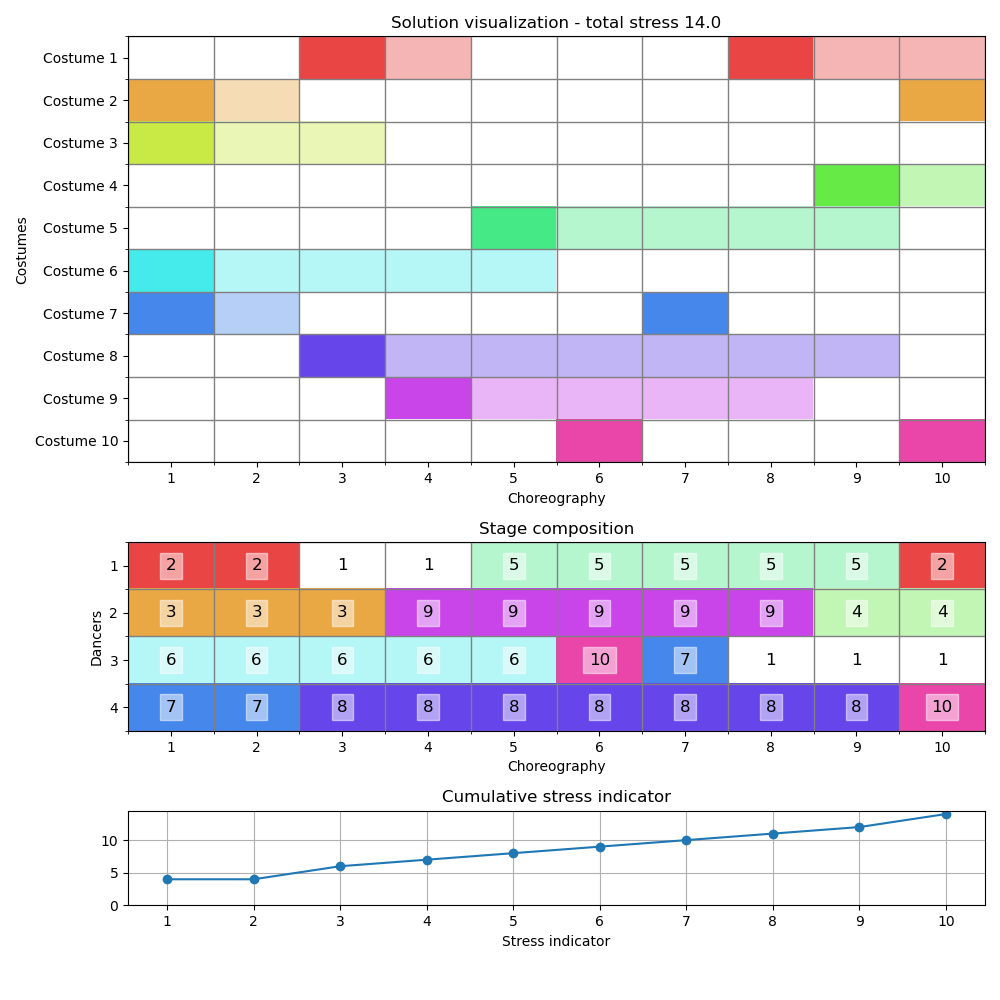 Solution visualization - total stress 14.0
Costume 1
Costume 2
Costume 3
Costume 4
Costume 5
Costume 6
Costume 7
Costume 8
Costume 9
Costume 10
Costumes
1 2 3 4 5 6 7 8 9 10
Choreography
Stage composition
1 2 2 1 1 5 5 5 5 5 2
2 3 3 3 9 9 9 9 9 4 4
3 6 6 6 6 6 10 7 1 1 1
4 7 7 8 8 8 8 8 8 8 10
Dancers
1 2 3 4 5 6 7 8 9 10
Choreography
Cumulative stress indicator
10
5
0
1 2 3 4 5 6 7 8 9 10
Stress indicator